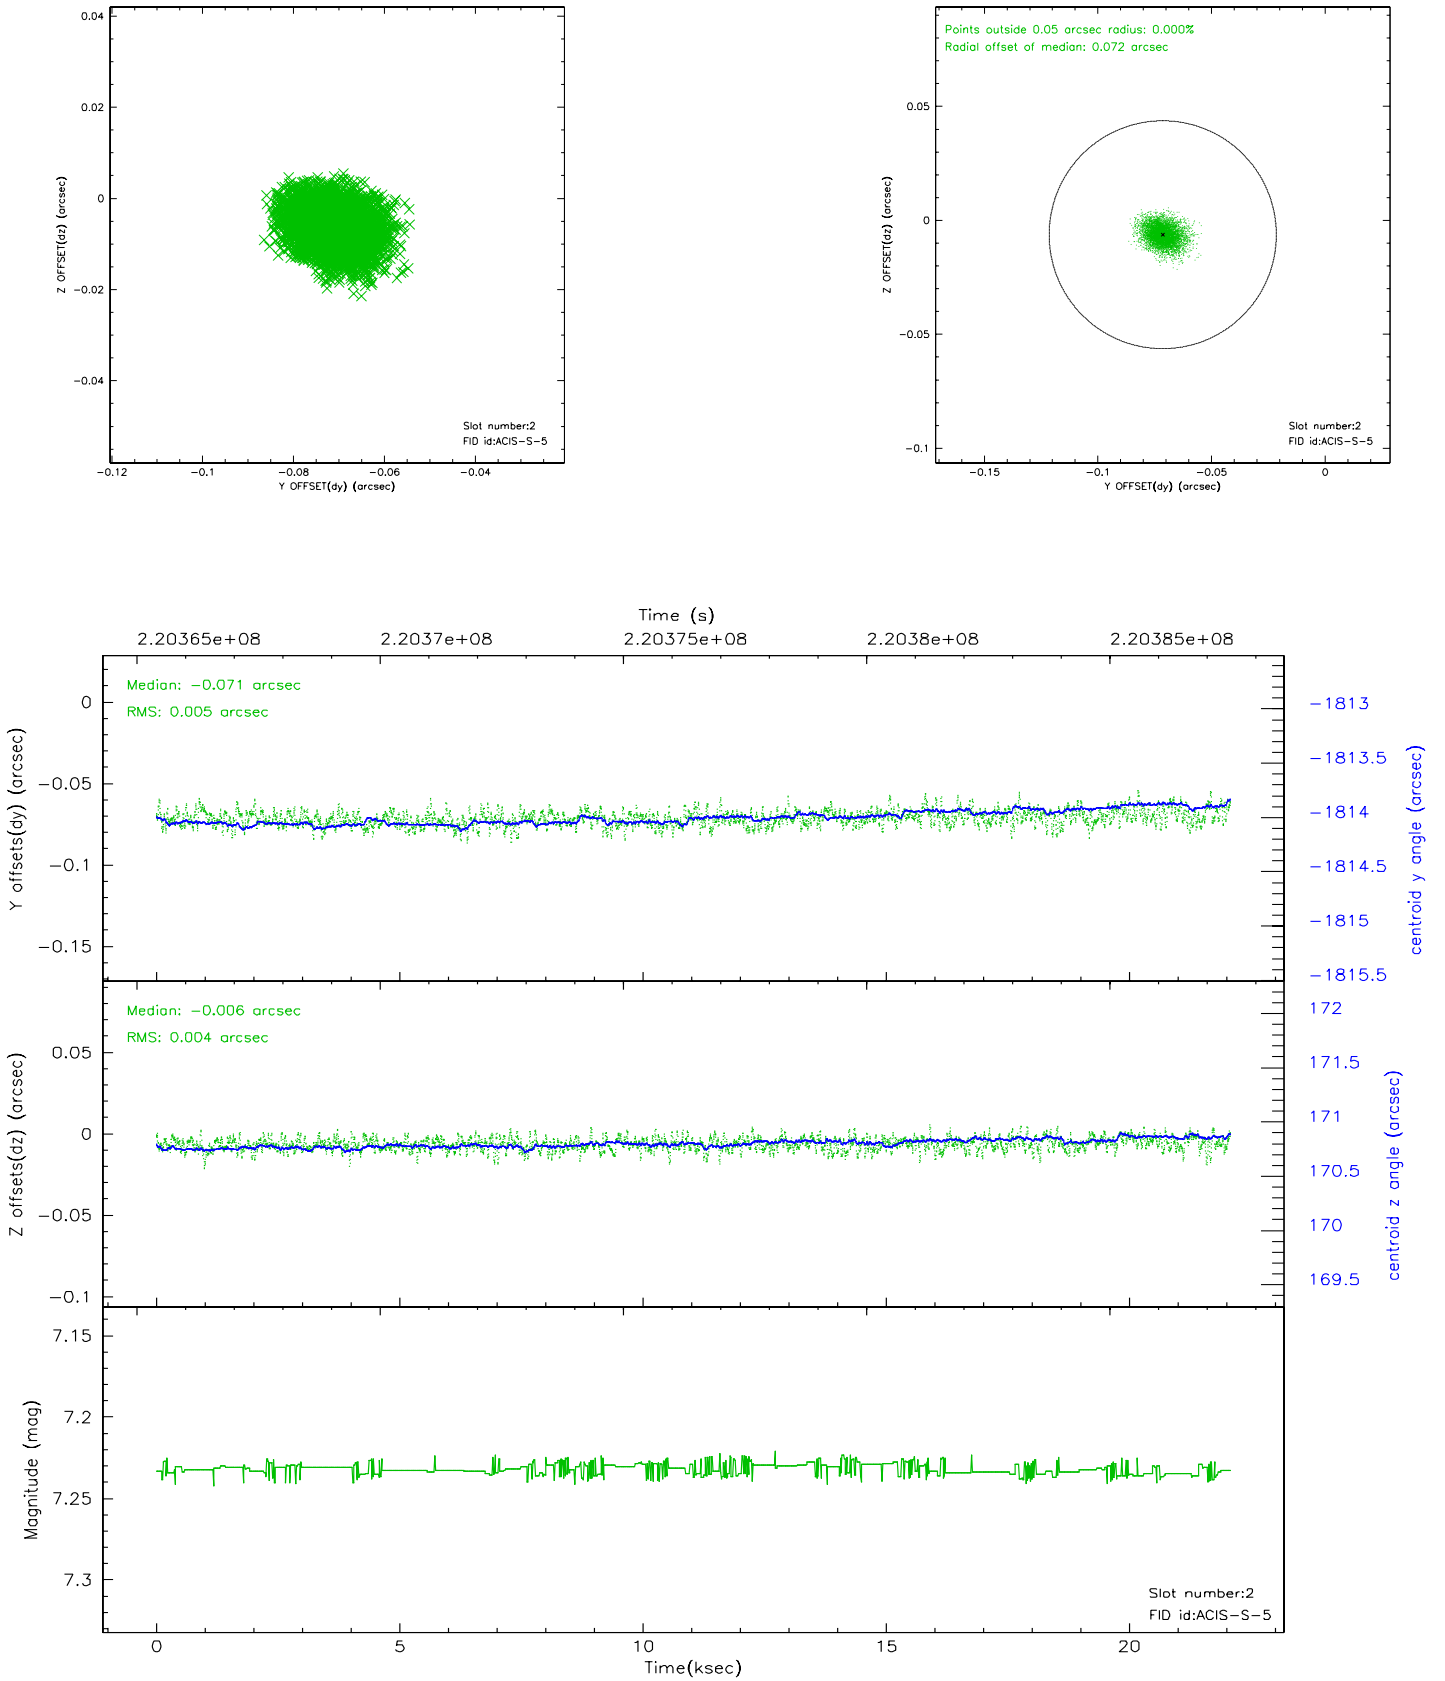 0.04
0.02
0
-0.02
-0.04
Z OFFSET(dz) (arcsec)
Slot number:2
FID id:ACIS-S-5
-0.12 -0.1 -0.08 -0.06 -0.04
Y OFFSET(dy) (arcsec)
Points outside 0.05 arcsec radius: 0.000%
Radial offset of median: 0.072 arcsec
0.05
0
-0.05
-0.1
Z OFFSET(dz) (arcsec)
Slot number:2
FID id:ACIS-S-5
-0.15 -0.1 -0.05 0
Y OFFSET(dy) (arcsec)
Time (s)
2.20365e+08 2.2037e+08 2.20375e+08 2.2038e+08 2.20385e+08
Median: -0.071 arcsec
RMS: 0.005 arcsec
0
-0.05
-0.1
-0.15
Y offsets(dy) (arcsec)
-1813
-1813.5
-1814
-1814.5
-1815
-1815.5
centroid y angle (arcsec)
Median: -0.006 arcsec
RMS: 0.004 arcsec
0.05
0
-0.05
-0.1
Z offsets(dz) (arcsec)
172
171.5
171
170.5
170
169.5
centroid z angle (arcsec)
7.15
7.2
7.25
7.3
Magnitude (mag)
Slot number:2
FID id:ACIS-S-5
0 5 10 15 20
Time(ksec)